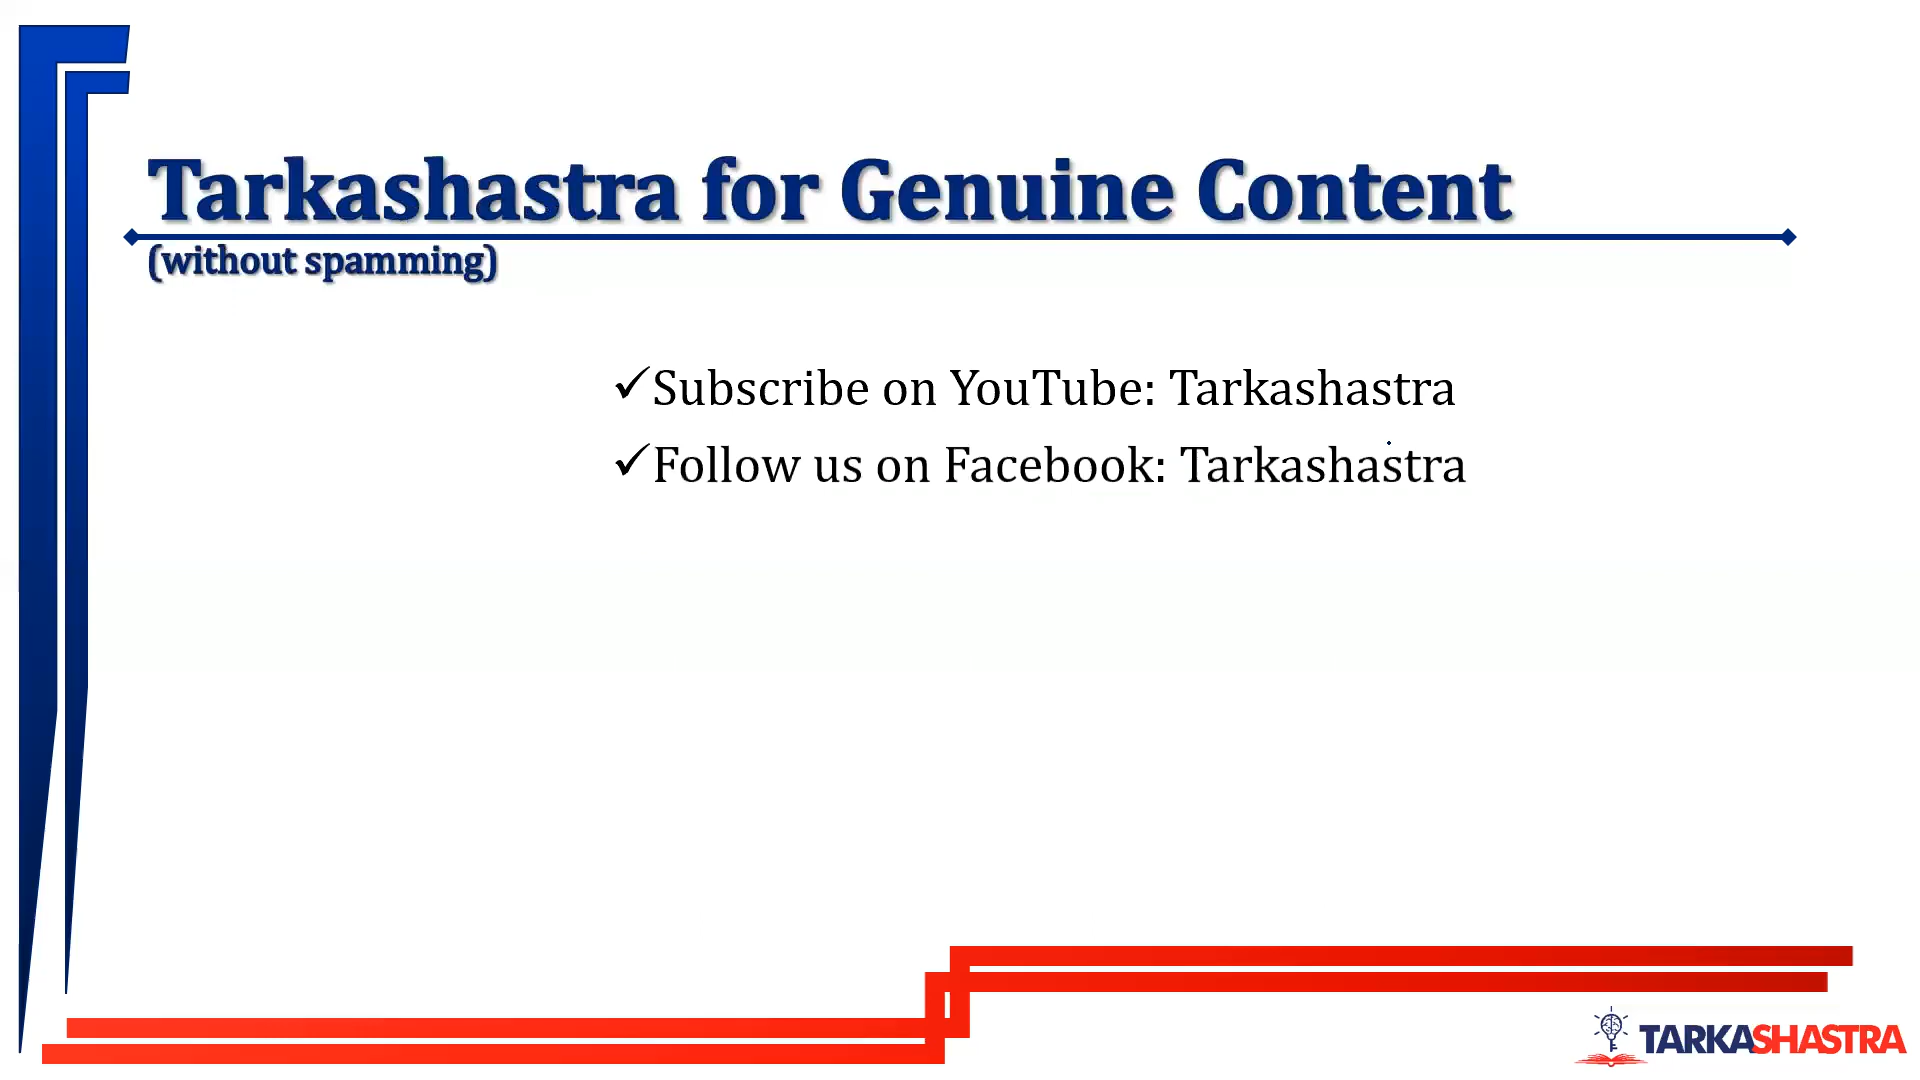 Tarkashastra for Genuine Content
(without spamming)
✓Subscribe on YouTube: Tarkashastra
✓Follow us on Facebook: Tarkashastra
TARKASHASTRA